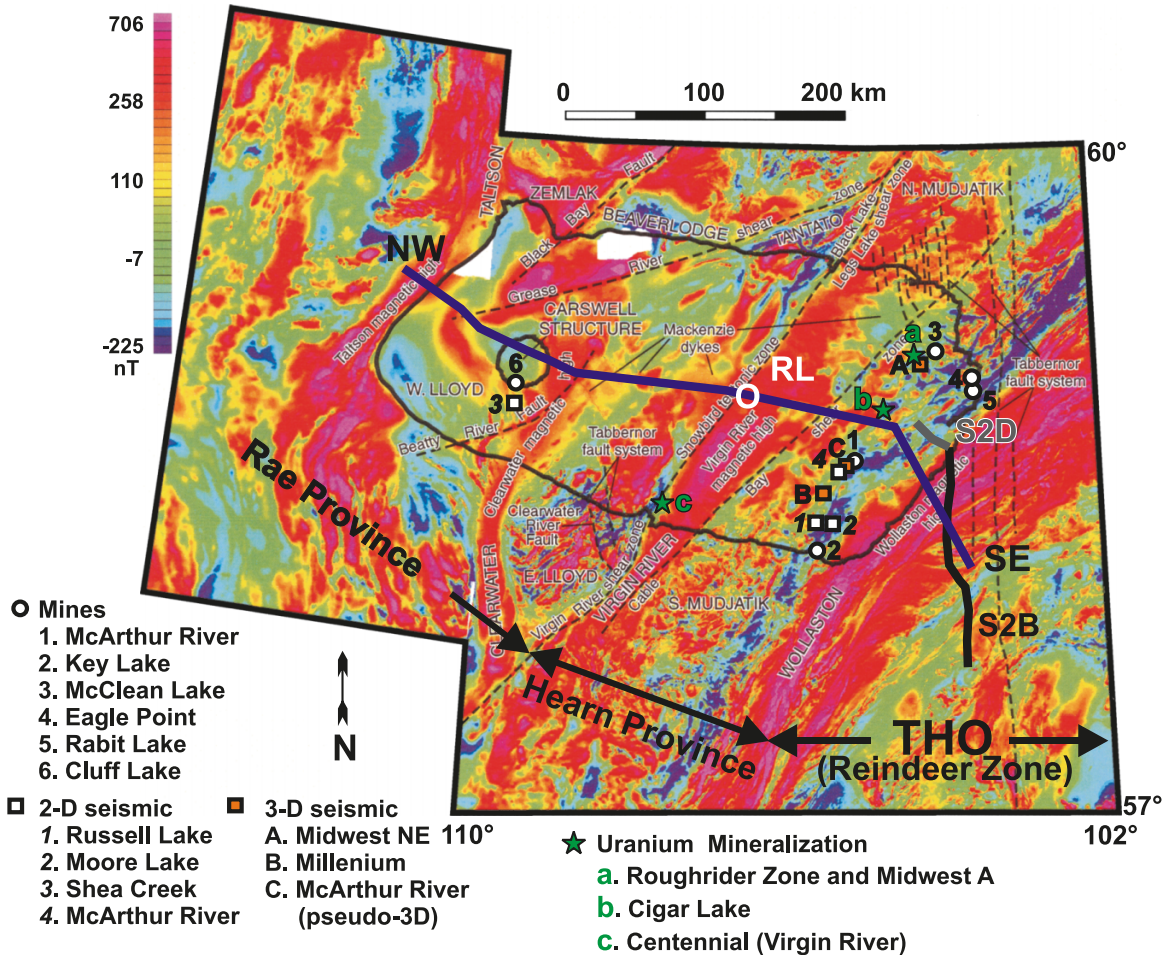 706
258
110
-7
-225
nT
0 100 200 km
60°
TALTSON
ZEMLAK
Fault
Bay
Black
BEAVERLODGE
shear zone
River
Grease
TANTATO
Black Lake
Legs Lake shear zone
N. MUDJATIK
NW
Taltson magnetic high
CARSWELL
STRUCTURE
Mackenzie
dykes
zone
a
3
A
Tabbernor
fault system
6
high
W. LLOYD
3
RL
O
4
5
b
Snowbird tectonic zone
Virgin River
magnetic high
shear
Beatty River Fault
Clearwater magnetic
Tabbernor
fault system
S2D
C
1
4
Bay
B
Rae Province
c
Clearwater
River
Fault
1
2
2
Wollaston magnetic
high
SE
E. LLOYD
Virgin River shear zone
VIRGIN RIVER
Cable
S. MUDJATIK
CLEARWATER
WOLLASTON
S2B
Hearn Province
THO
(Reindeer Zone)
57°
110°
102°
Mines
1. McArthur River
2. Key Lake
3. McClean Lake
4. Eagle Point
5. Rabit Lake
6. Cluff Lake
N
2-D seismic
1. Russell Lake
2. Moore Lake
3. Shea Creek
4. McArthur River
3-D seismic
A. Midwest NE
B. Millenium
C. McArthur River
(pseudo-3D)
Uranium Mineralization
a. Roughrider Zone and Midwest A
b. Cigar Lake
c. Centennial (Virgin River)